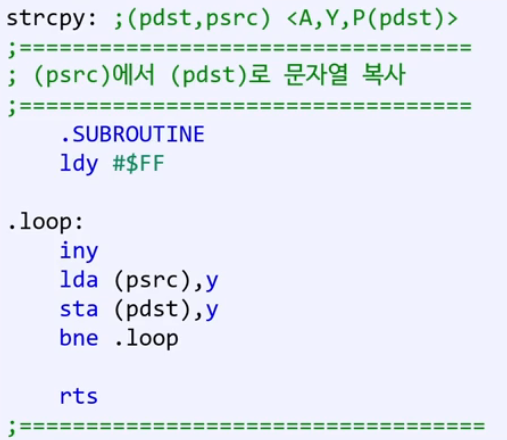 strcpy: ;(pdst,psrc) <A,Y,P(pdst)>
;==================================
; (psrc)에서 (pdst)로 문자열 복사
;==================================
    .SUBROUTINE
    ldy #$FF

.loop:
    iny
    lda (psrc),y
    sta (pdst),y
    bne .loop

    rts
;===================================